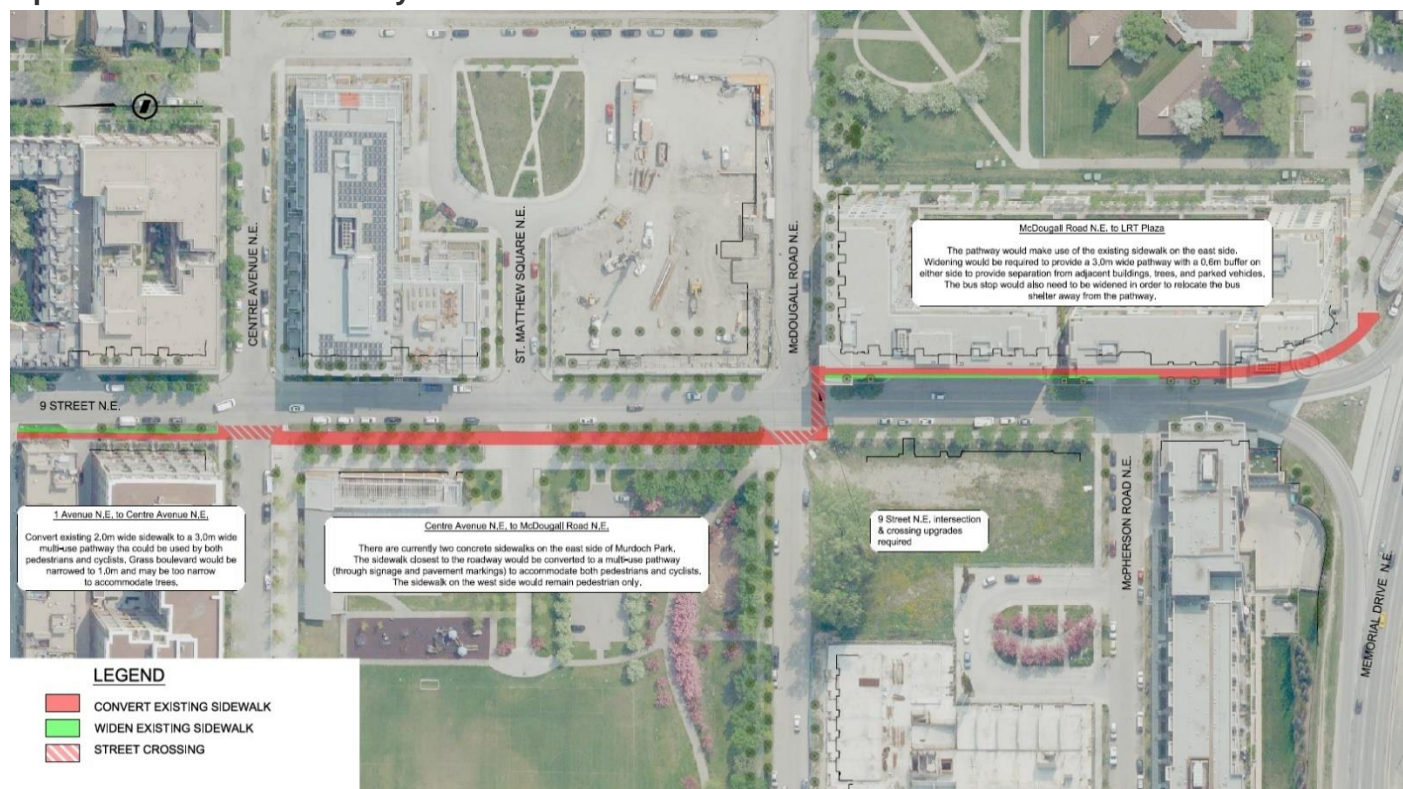 CENTRE AVENUE N.E.
ST. MATTHEW SQUARE N.E.
McDOUGALL ROAD N.E.
McDougall Road N.E. to LRT Plaza
The pathway would make use of the existing sidewalk on the east side.
Widening would be required to provide a 3.0m wide pathway with a 0.6m buffer on
either side to provide separation from adjacent buildings, trees, and parked vehicles.
The bus stop would also need to be widened in order to relocate the bus
shelter away from the pathway.
9 STREET N.E.
1 Avenue N.E. to Centre Avenue N.E.
Convert existing 2.0m wide sidewalk to a 3.0m wide
multi-use pathway tha could be used by both
pedestrians and cyclists. Grass boulevard would be
narrowed to 1.0m and may be too narrow
to accommodate trees.
Centre Avenue N.E. to McDougall Road N.E.
There are currently two concrete sidewalks on the east side of Murdoch Park.
The sidewalk closest to the roadway would be converted to a multi-use pathway
(through signage and pavement markings) to accommodate both pedestrians and cyclists.
The sidewalk on the west side would remain pedestrian only.
9 Street N.E. intersection
& crossing upgrades
required
McPHERSON ROAD N.E.
MEMORIAL DRIVE N.E.
LEGEND
CONVERT EXISTING SIDEWALK
WIDEN EXISTING SIDEWALK
STREET CROSSING